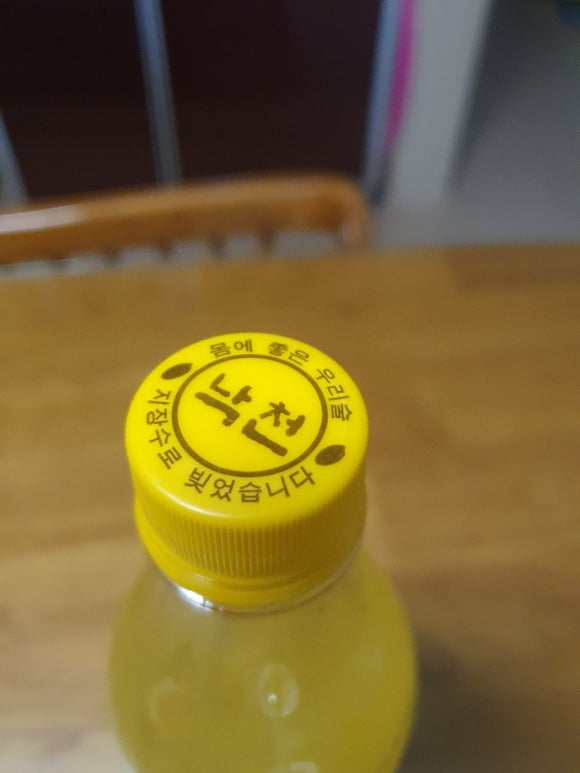 몸에 좋은 우리술
낙천
지장수로 빚었습니다